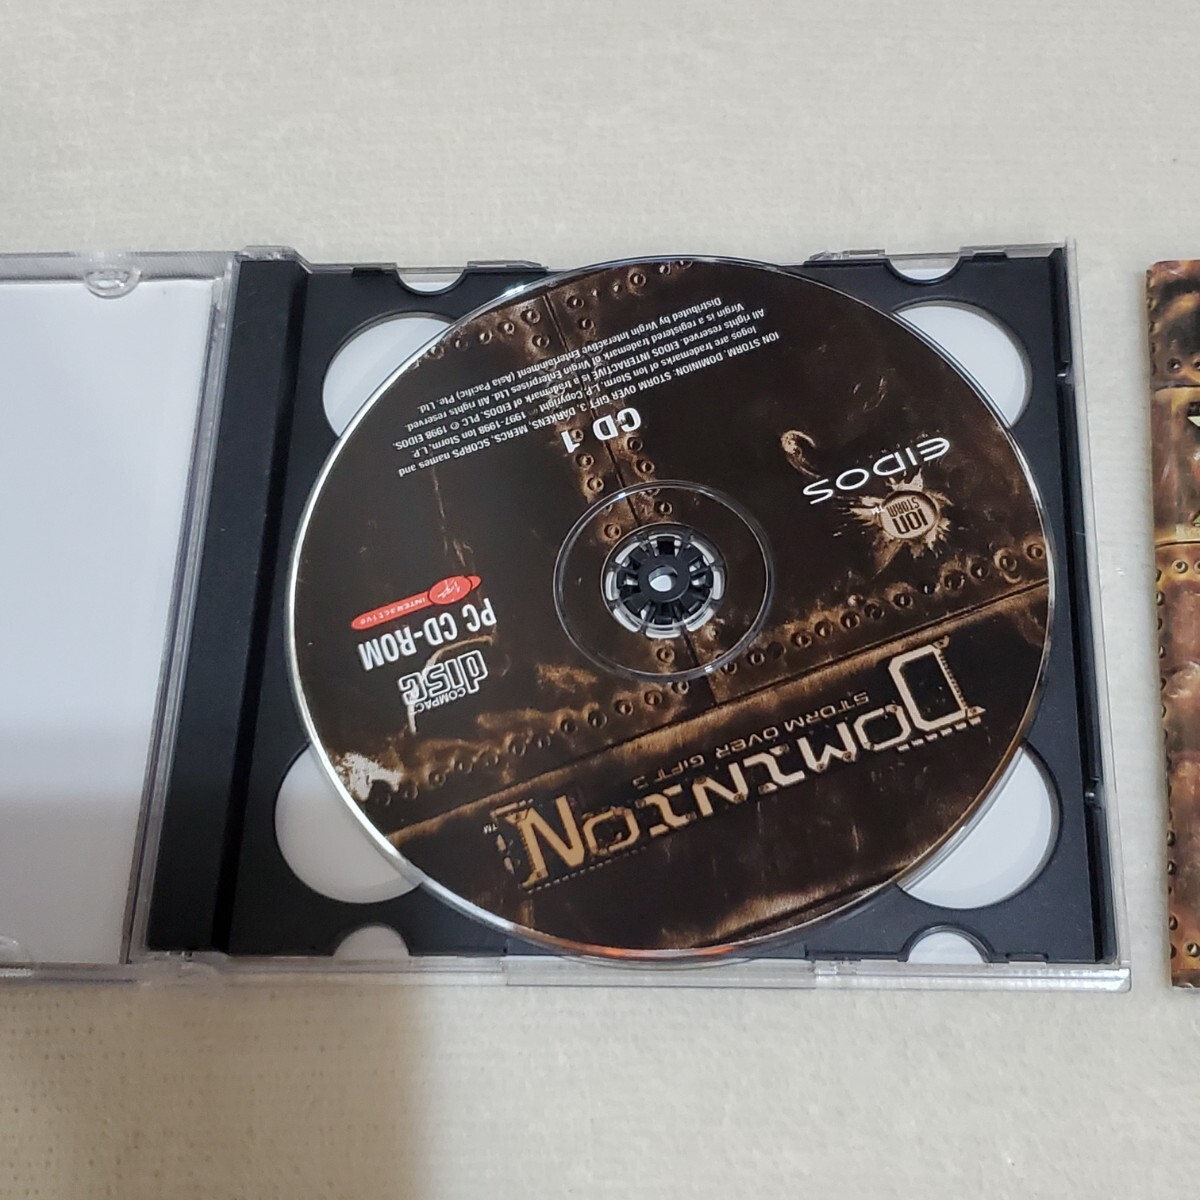 DOMINION™
STORM OVER GIFT 3
ION
STORM
™
EIDOS
COMPACT
disc
PC CD-ROM
Virgin
INTERactive
CD 1
ION STORM, DOMINION: STORM OVER GIFT 3, DARKENS, MERCS, SCORPS names and
logos are trademarks of Ion Storm, L.P. Copyright © 1997-1998 Ion Storm, L.P.
All rights reserved. EIDOS INTERACTIVE is a trademark of EIDOS, PLC © 1998 EIDOS.
Virgin is a registered trademark of Virgin Enterprises Ltd. All rights reserved.
Distributed by Virgin Interactive Entertainment (Asia Pacific) Pte. Ltd.